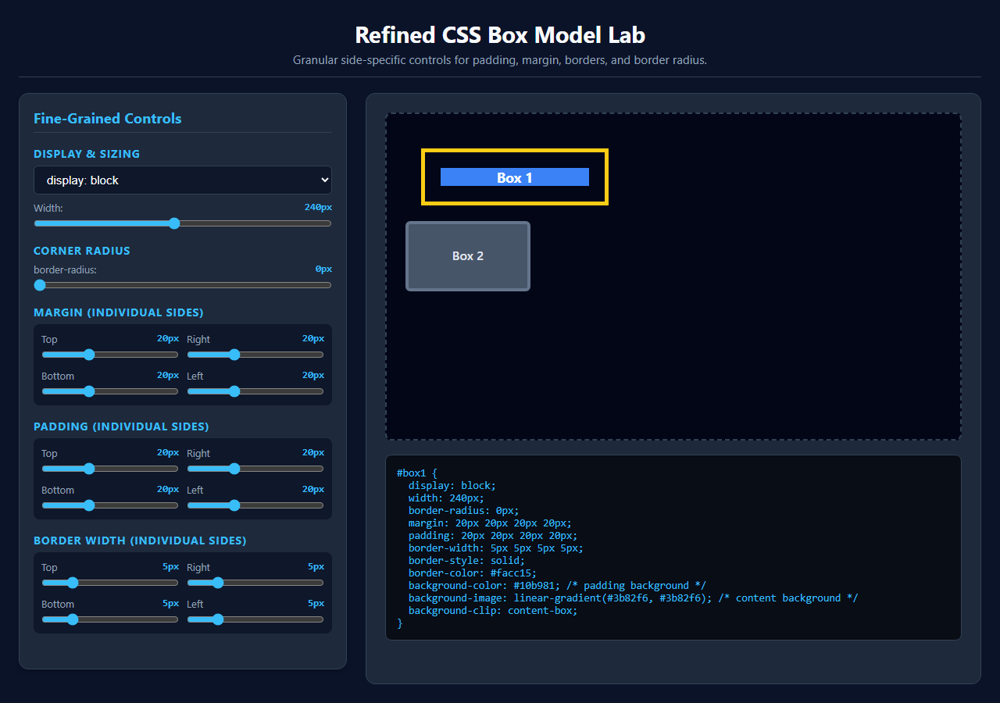 Refined CSS Box Model Lab
Granular side-specific controls for padding, margin, borders, and border radius.
Fine-Grained Controls
DISPLAY & SIZING
display: block
Width: 240px
CORNER RADIUS
border-radius: 0px
MARGIN (INDIVIDUAL SIDES)
Top 20px Right 20px
Bottom 20px Left 20px
PADDING (INDIVIDUAL SIDES)
Top 20px Right 20px
Bottom 20px Left 20px
BORDER WIDTH (INDIVIDUAL SIDES)
Top 5px Right 5px
Bottom 5px Left 5px
Box 1
Box 2
#box1 {
  display: block;
  width: 240px;
  border-radius: 0px;
  margin: 20px 20px 20px 20px;
  padding: 20px 20px 20px 20px;
  border-width: 5px 5px 5px 5px;
  border-style: solid;
  border-color: #facc15;
  background-color: #10b981; /* padding background */
  background-image: linear-gradient(#3b82f6, #3b82f6); /* content background */
  background-clip: content-box;
}